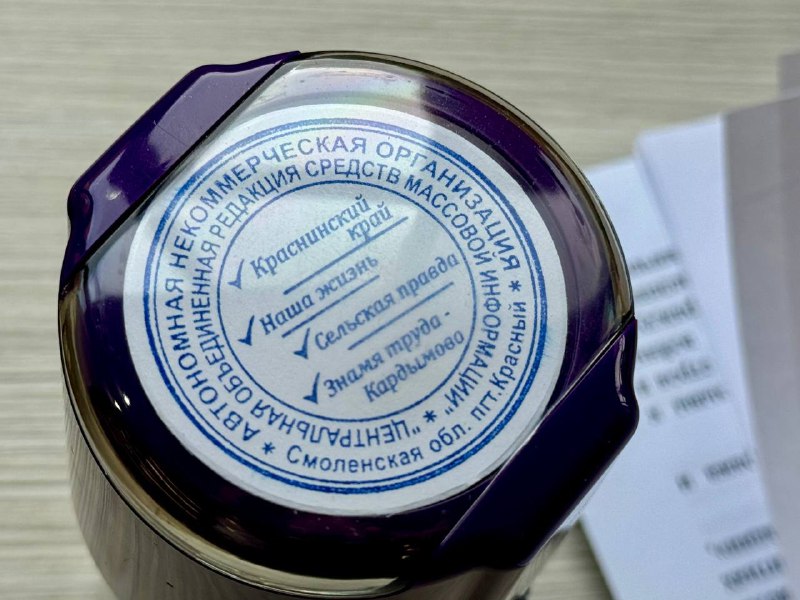 * АВТОНОМНАЯ НЕКОММЕРЧЕСКАЯ ОРГАНИЗАЦИЯ *
Смоленская обл. пгт.Красный
* "ЦЕНТРАЛЬНАЯ ОБЪЕДИНЕННАЯ РЕДАКЦИЯ СРЕДСТВ МАССОВОЙ ИНФОРМАЦИИ"
Краснинский
край
Наша жизнь
Сельская правда
Знамя труда -
Кардымово